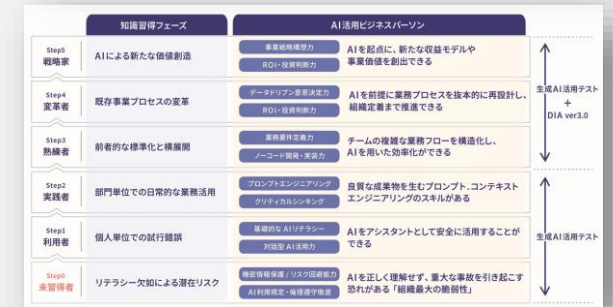 知識習得フェーズ
AI活用ビジネスパーソン
Step5
戦略家
AIによる新たな価値創造
事業戦略構想力
ROI・投資判断力
AIを起点に、新たな収益モデルや
事業価値を創出できる
Step4
変革者
既存事業プロセスの変革
データドリブン意思決定力
ROI・投資判断力
AIを前提に業務プロセスを抜本的に再設計し、
組織定着まで推進できる
生成AI活用テスト
+
DIA ver3.0
Step3
熟練者
前者的な標準化と横展開
業務要件定義力
ノーコード開発・実装力
チームの複雑な業務フローを構造化し、
AIを用いた効率化ができる
Step2
実践者
部門単位での日常的な業務活用
プロンプトエンジニアリング
クリティカルシンキング
良質な成果物を生むプロンプト、コンテキスト
エンジニアリングのスキルがある
Step1
利用者
個人単位での試行錯誤
基礎的なAIリテラシー
対話型AI活用力
AIをアシスタントとして安全に活用することが
できる
生成AI活用テスト
Step0
未習得者
リテラシー欠如による潜在リスク
機密情報保護/リスク回避能力
AI利用規定・倫理遵守徹底
AIを正しく理解せず、重大な事故を引き起こす
恐れがある「組織最大の脆弱性」